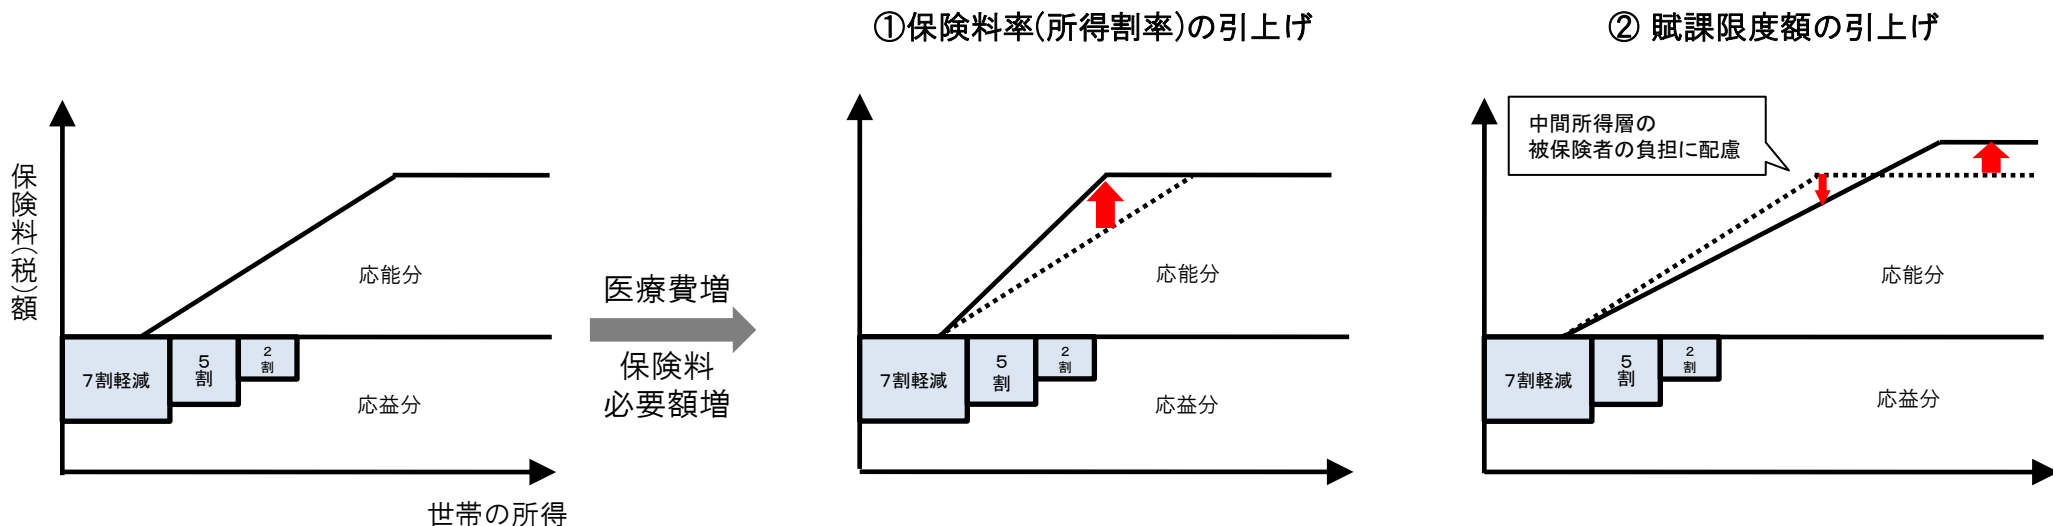 ①保険料率(所得割率)の引上げ
② 賦課限度額の引上げ
保険料(税)額
応能分
7割軽減
5割
2割
応益分
世帯の所得
医療費増
保険料
必要額増
応能分
7割軽減
5割
2割
応益分
中間所得層の
被保険者の負担に配慮
応能分
7割軽減
5割
2割
応益分